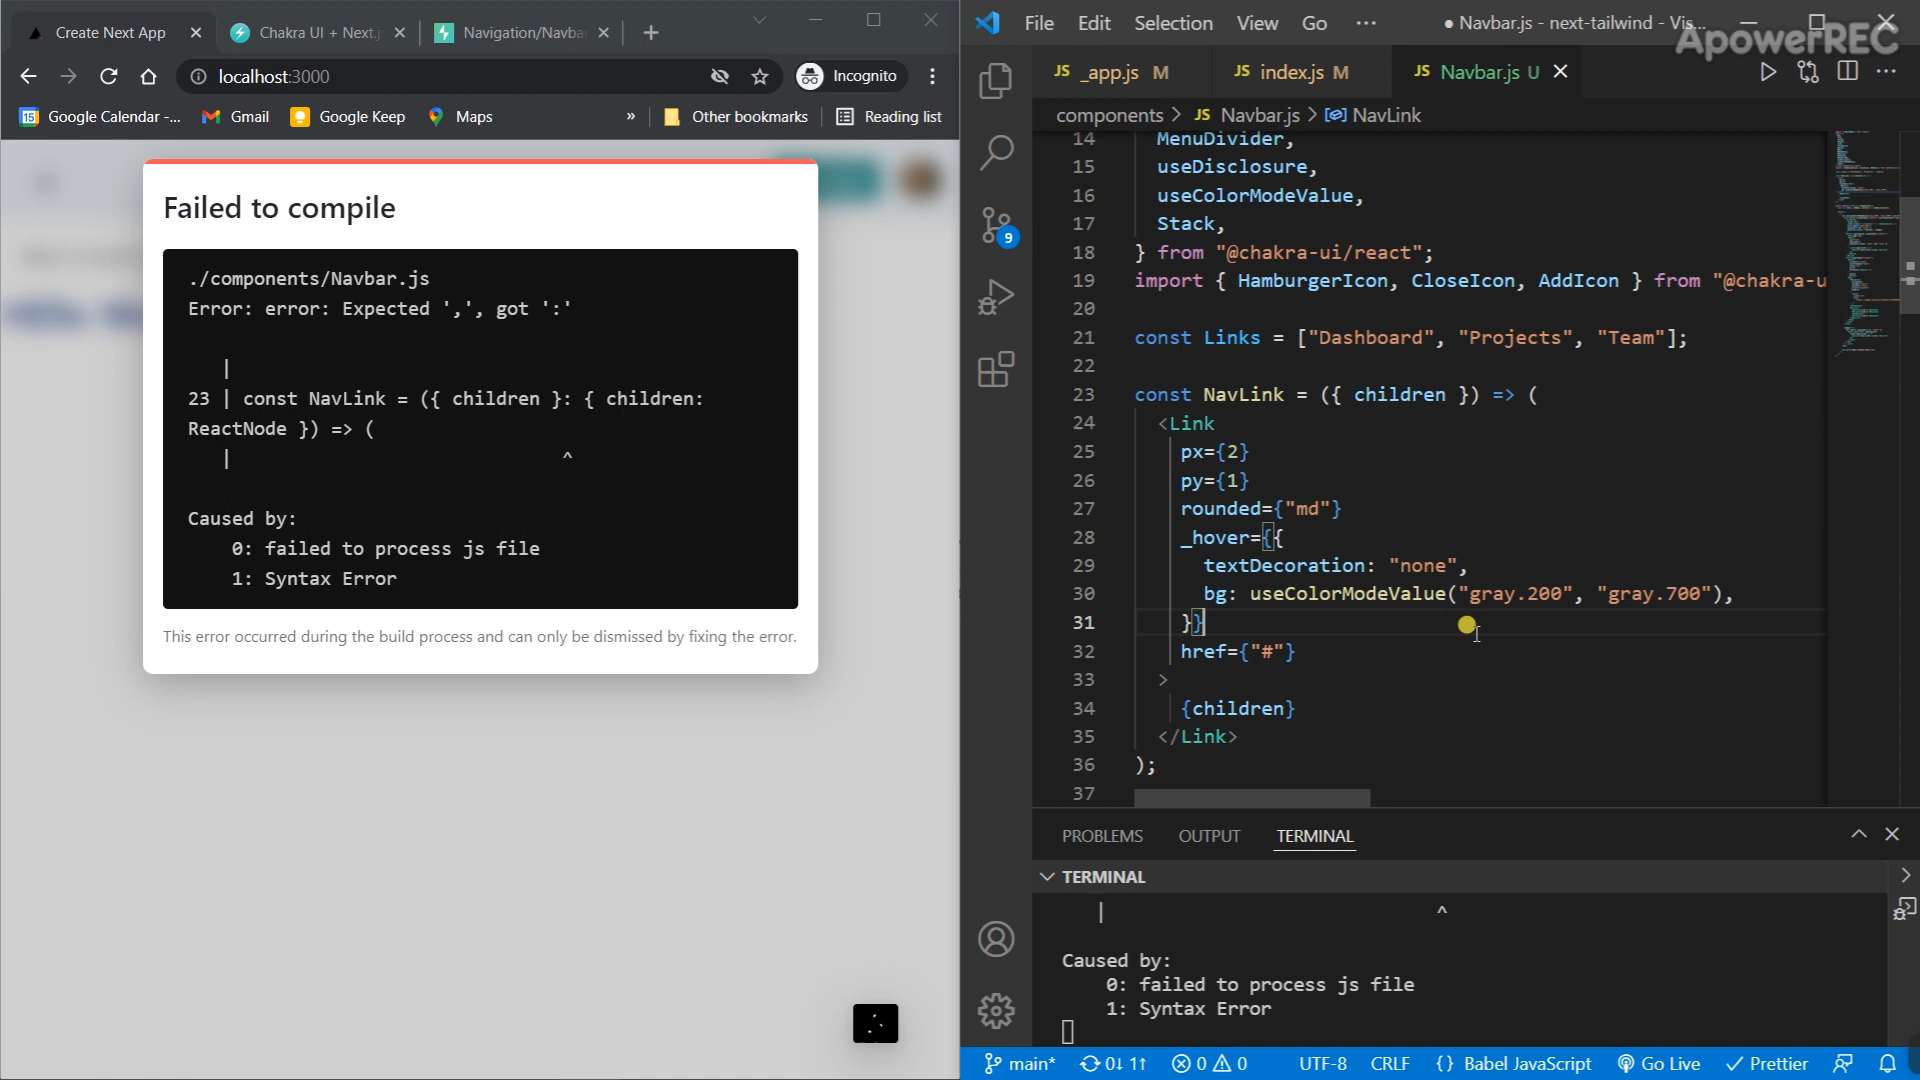 Create Next App
Chakra UI + Next.js
Navigation/Navba
localhost:3000
Incognito
15 Google Calendar -...
Gmail
Google Keep
Maps
»
Other bookmarks
Reading list
Failed to compile
./components/Navbar.js
Error: error: Expected ',', got ':'
|
23 | const NavLink = ({ children }: { children:
ReactNode }) => (
| ^
Caused by:
0: failed to process js file
1: Syntax Error
This error occurred during the build process and can only be dismissed by fixing the error.
File Edit Selection View Go ···
● Navbar.js - next-tailwind - Vis...
ApowerREC
JS _app.js M
JS index.js M
JS Navbar.js U
components > JS Navbar.js > NavLink
14 MenuDivider,
15 useDisclosure,
16 useColorModeValue,
17 Stack,
18 } from "@chakra-ui/react";
19 import { HamburgerIcon, CloseIcon, AddIcon } from "@chakra-u
20
21 const Links = ["Dashboard", "Projects", "Team"];
22
23 const NavLink = ({ children }) => (
24 <Link
25 px={2}
26 py={1}
27 rounded={"md"}
28 _hover={{
29 textDecoration: "none",
30 bg: useColorModeValue("gray.200", "gray.700"),
31 }}
32 href={"#"}
33 >
34 {children}
35 </Link>
36 );
37
9
PROBLEMS OUTPUT TERMINAL
TERMINAL
| ^
Caused by:
0: failed to process js file
1: Syntax Error
main* 0↓ 1↑ 0 0 UTF-8 CRLF {} Babel JavaScript Go Live Prettier